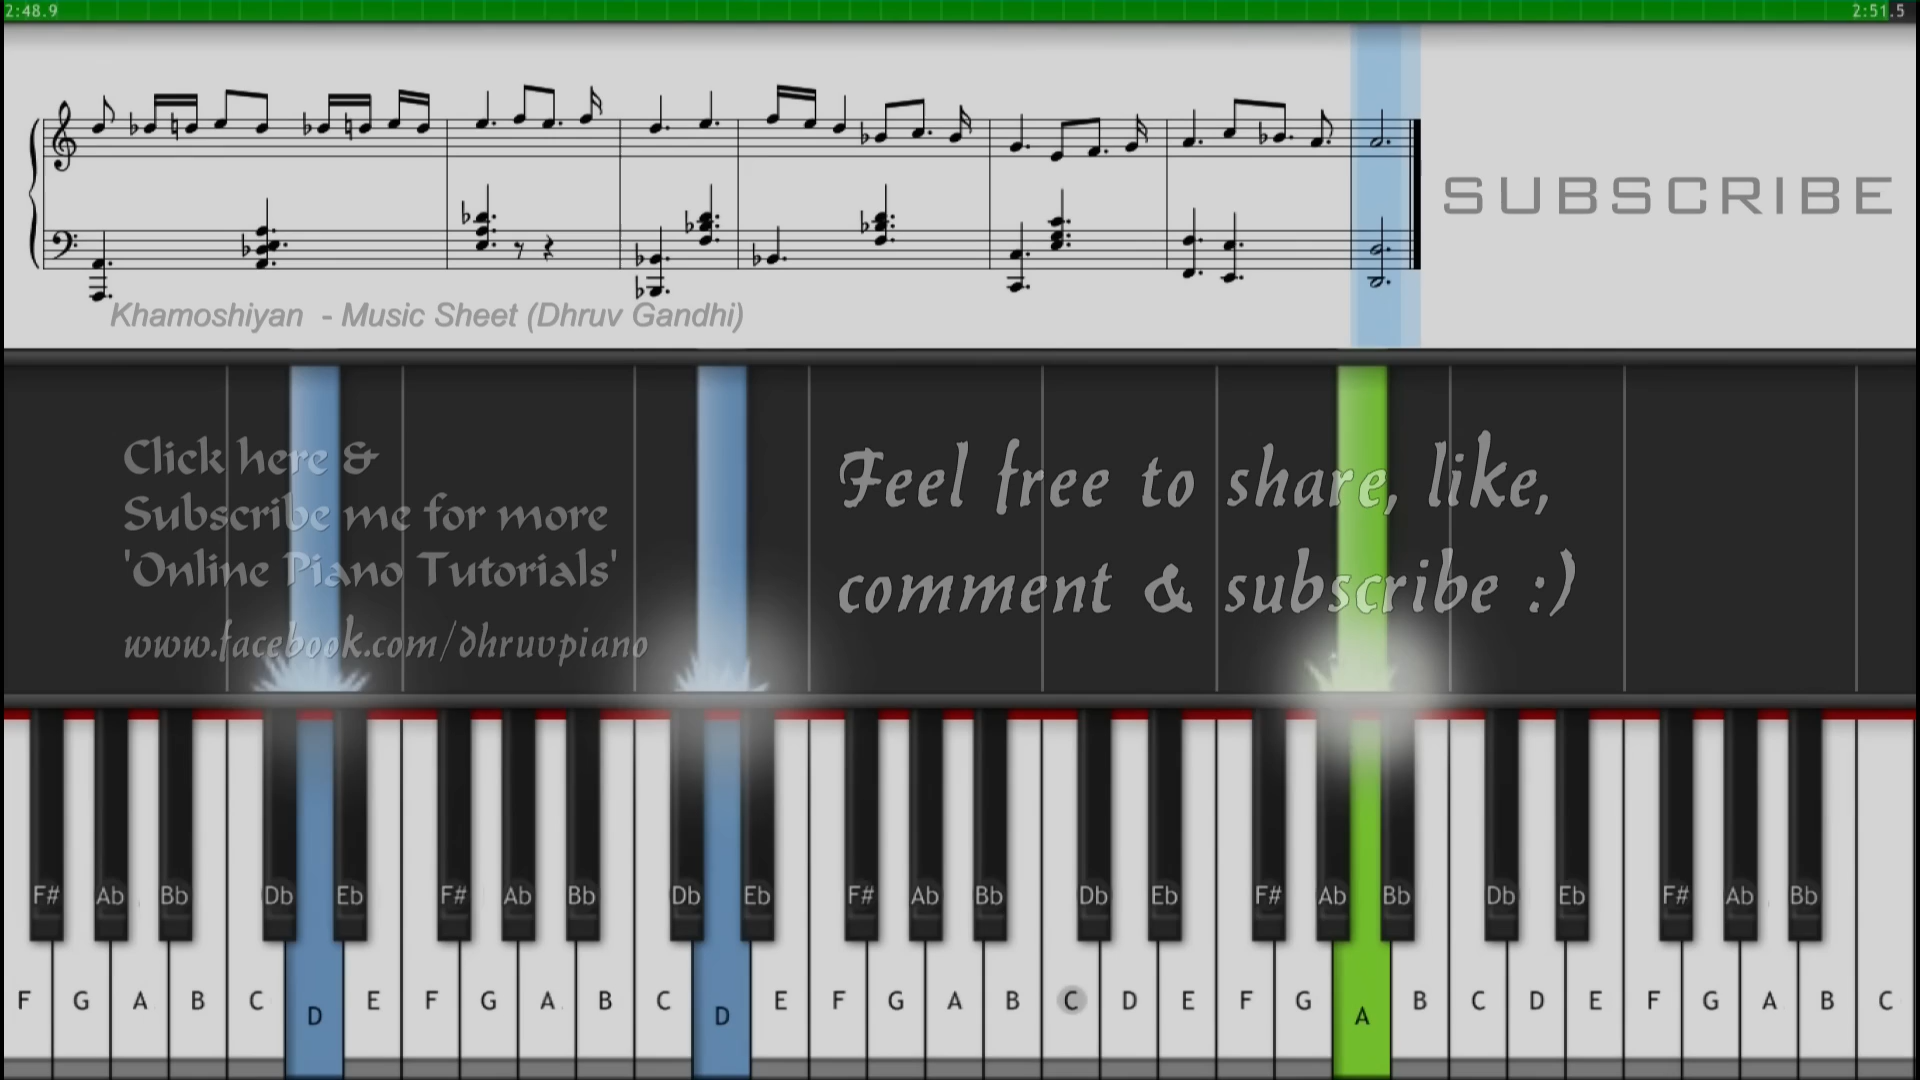 2:48.9 2:51.5
SUBSCRIBE
Khamoshiyan - Music Sheet (Dhruv Gandhi)
Click here &
Subscribe me for more
'Online Piano Tutorials'
www.facebook.com/dhruvpiano
Feel free to share, like,
comment & subscribe :)
F# Ab Bb Db Eb F# Ab Bb Db Eb F# Ab Bb Db Eb F# Ab Bb Db Eb F# Ab Bb
F G A B C D E F G A B C D E F G A B C D E F G A B C D E F G A B C